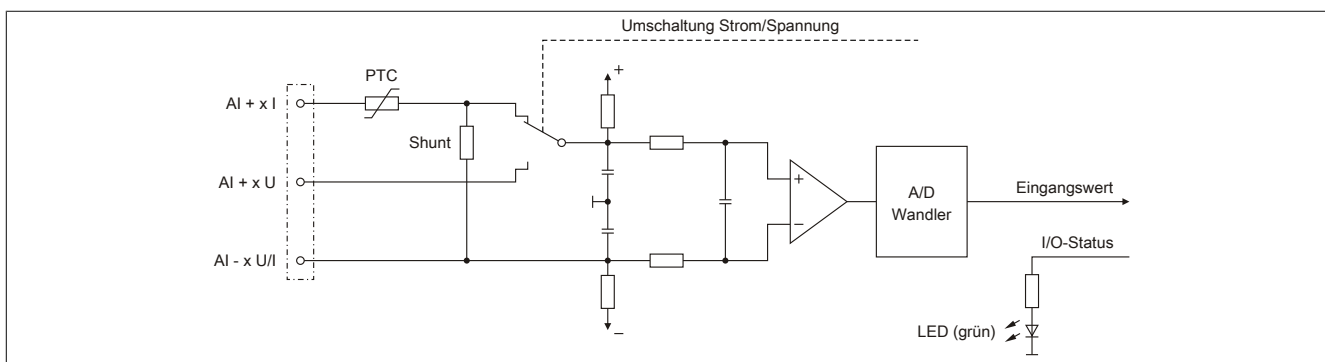 Umschaltung Strom/Spannung
PTC
+
AI + x I
Shunt
AI + x U
+
−
A/D
Wandler
Eingangswert
AI - x U/I
I/O-Status
−
LED (grün)